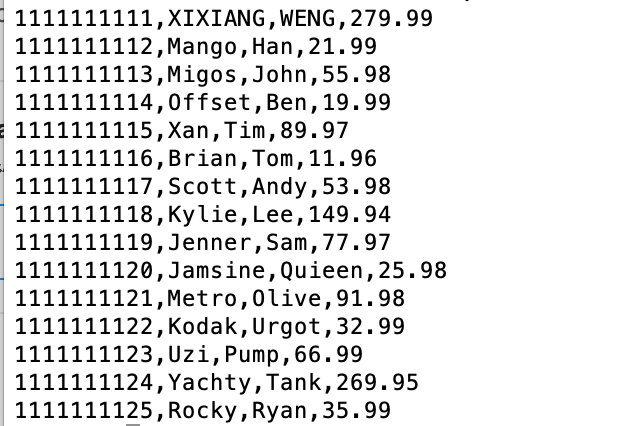 1111111111,XIXIANG,WENG,279.99
1111111112,Mango,Han,21.99
1111111113,Migos,John,55.98
1111111114,Offset,Ben,19.99
1111111115,Xan,Tim,89.97
1111111116,Brian,Tom,11.96
1111111117,Scott,Andy,53.98
1111111118,Kylie,Lee,149.94
1111111119,Jenner,Sam,77.97
1111111120,Jamsine,Quieen,25.98
1111111121,Metro,Olive,91.98
1111111122,Kodak,Urgot,32.99
1111111123,Uzi,Pump,66.99
1111111124,Yachty,Tank,269.95
1111111125,Rocky,Ryan,35.99